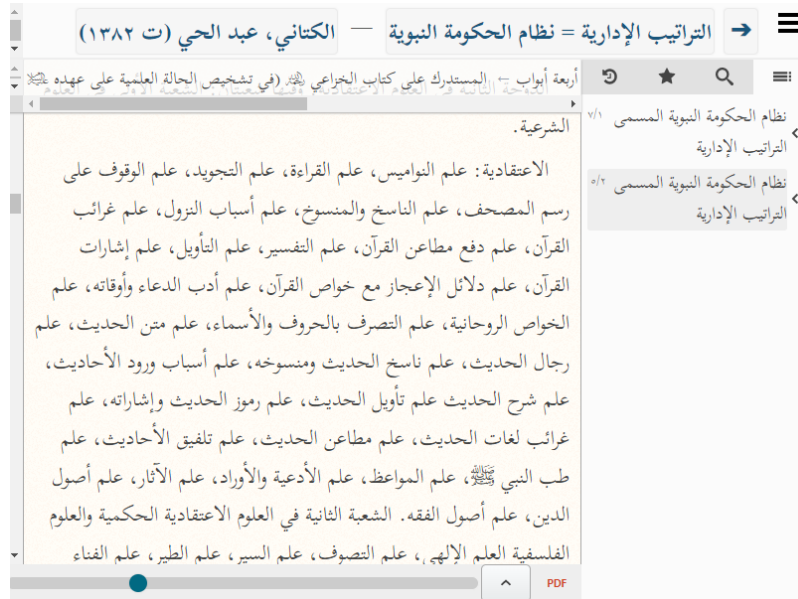 التراتيب الإدارية = نظام الحكومة النبوية — الكتاني، عبد الحي (ت ١٣٨٢)
أربعة أبواب ← المستدرك على كتاب الخزاعي (في تشخيص الحالة العلمية على عهده ﷺ
نظام الحكومة النبوية المسمى ٧/١
التراتيب الإدارية
نظام الحكومة النبوية المسمى ٥/٢
التراتيب الإدارية
الشرعية.
الاعتقادية: علم النواميس، علم القراءة، علم التجويد، علم الوقوف على
رسم المصحف، علم الناسخ والمنسوخ، علم أسباب النزول، علم غرائب
القرآن، علم دفع مطاعن القرآن، علم التفسير، علم التأويل، علم إشارات
القرآن، علم دلائل الإعجاز مع خواص القرآن، علم أدب الدعاء وأوقاته، علم
الخواص الروحانية، علم التصرف بالحروف والأسماء، علم متن الحديث، علم
رجال الحديث، علم ناسخ الحديث ومنسوخه، علم أسباب ورود الأحاديث،
علم شرح الحديث علم تأويل الحديث، علم رموز الحديث وإشاراته، علم
غرائب لغات الحديث، علم مطاعن الحديث، علم تلفيق الأحاديث، علم
طب النبي ﷺ، علم المواعظ، علم الأدعية والأوراد، علم الآثار، علم أصول
الدين، علم أصول الفقه. الشعبة الثانية في العلوم الاعتقادية الحكمية والعلوم
الفلسفية العلم الإلهي، علم التصوف، علم السير، علم الطير، علم الفناء
PDF